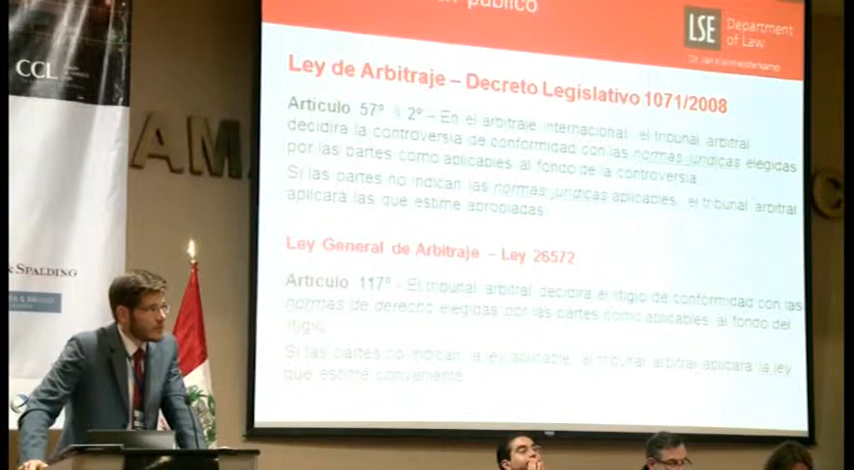 público
LSE
Department
of Law
CCL
AM
& SPALDING
Ley de Arbitraje – Decreto Legislativo 1071/2008
Artículo 57º § 2º – En el arbitraje internacional, el tribunal arbitral
decidirá la controversia de conformidad con las normas jurídicas elegidas
por las partes como aplicables al fondo de la controversia.
Si las partes no indican las normas jurídicas aplicables, el tribunal arbitral
aplicará las que estime apropiadas.
Ley General de Arbitraje – Ley 26572
Artículo 117º - El tribunal arbitral decidirá el litigio de conformidad con las
normas de derecho elegidas por las partes como aplicables al fondo del
litigio.
Si las partes no indican la ley aplicable, el tribunal arbitral aplicará la ley
que estime conveniente.